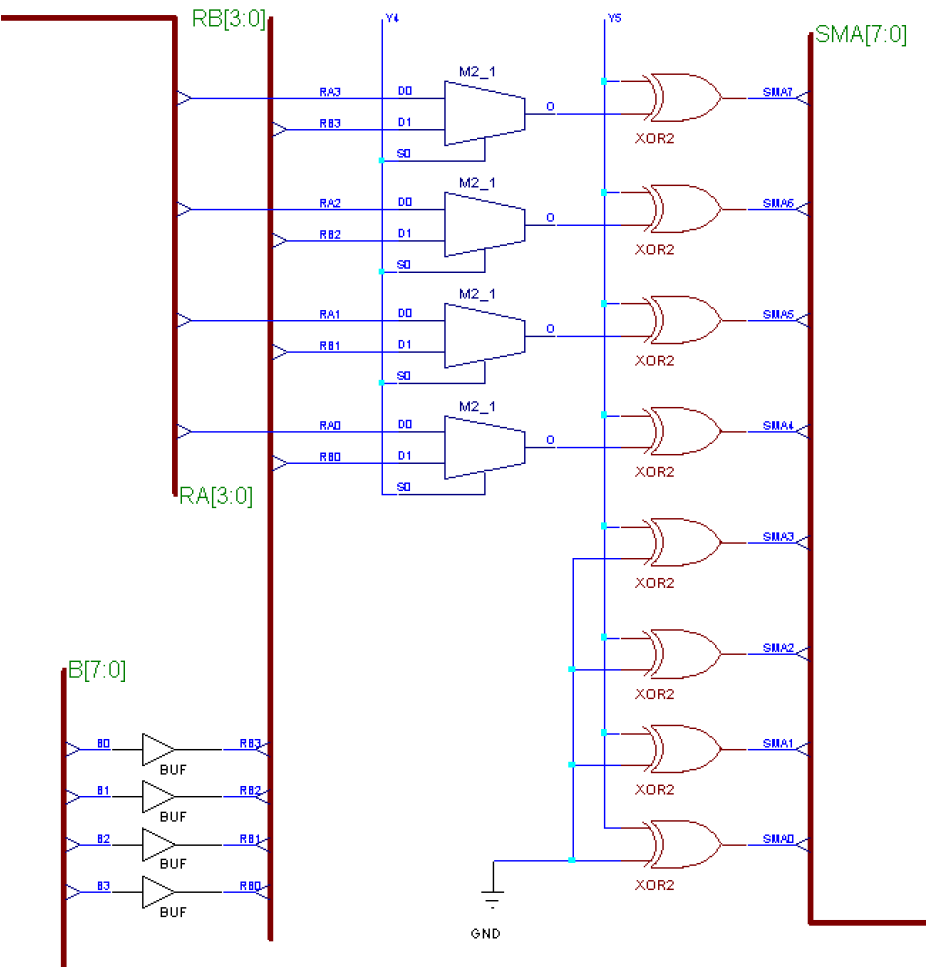 RB[3:0] Y4 Y5
SMA[7:0]
M2_1
RA3 D0 SMA7
O
RB3 D1
XOR2
S0
M2_1
RA2 D0 SMA6
O
RB2 D1
XOR2
S0
M2_1
RA1 D0 SMA5
O
RB1 D1
XOR2
S0
M2_1
RA0 D0 SMA4
O
RB0 D1
XOR2
S0
RA[3:0]
SMA3
XOR2
SMA2
B[7:0]
XOR2
B0 RB3 SMA1
BUF
XOR2
B1 RB2
BUF
B2 RB1 SMA0
BUF
B3 RB0
XOR2
BUF
GND